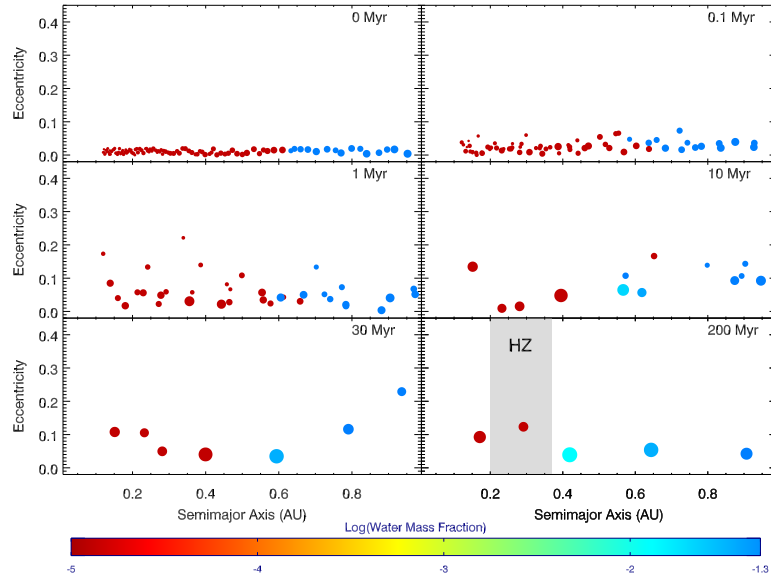 0 Myr
0.1 Myr
Eccentricity
0.4
0.3
0.2
0.1
0.0
1 Myr
10 Myr
Eccentricity
0.4
0.3
0.2
0.1
0.0
30 Myr
200 Myr
HZ
Eccentricity
0.4
0.3
0.2
0.1
0.0
0.2 0.4 0.6 0.8 0.2 0.4 0.6 0.8
Semimajor Axis (AU) Semimajor Axis (AU)
Log(Water Mass Fraction)
-5 -4 -3 -2 -1.3